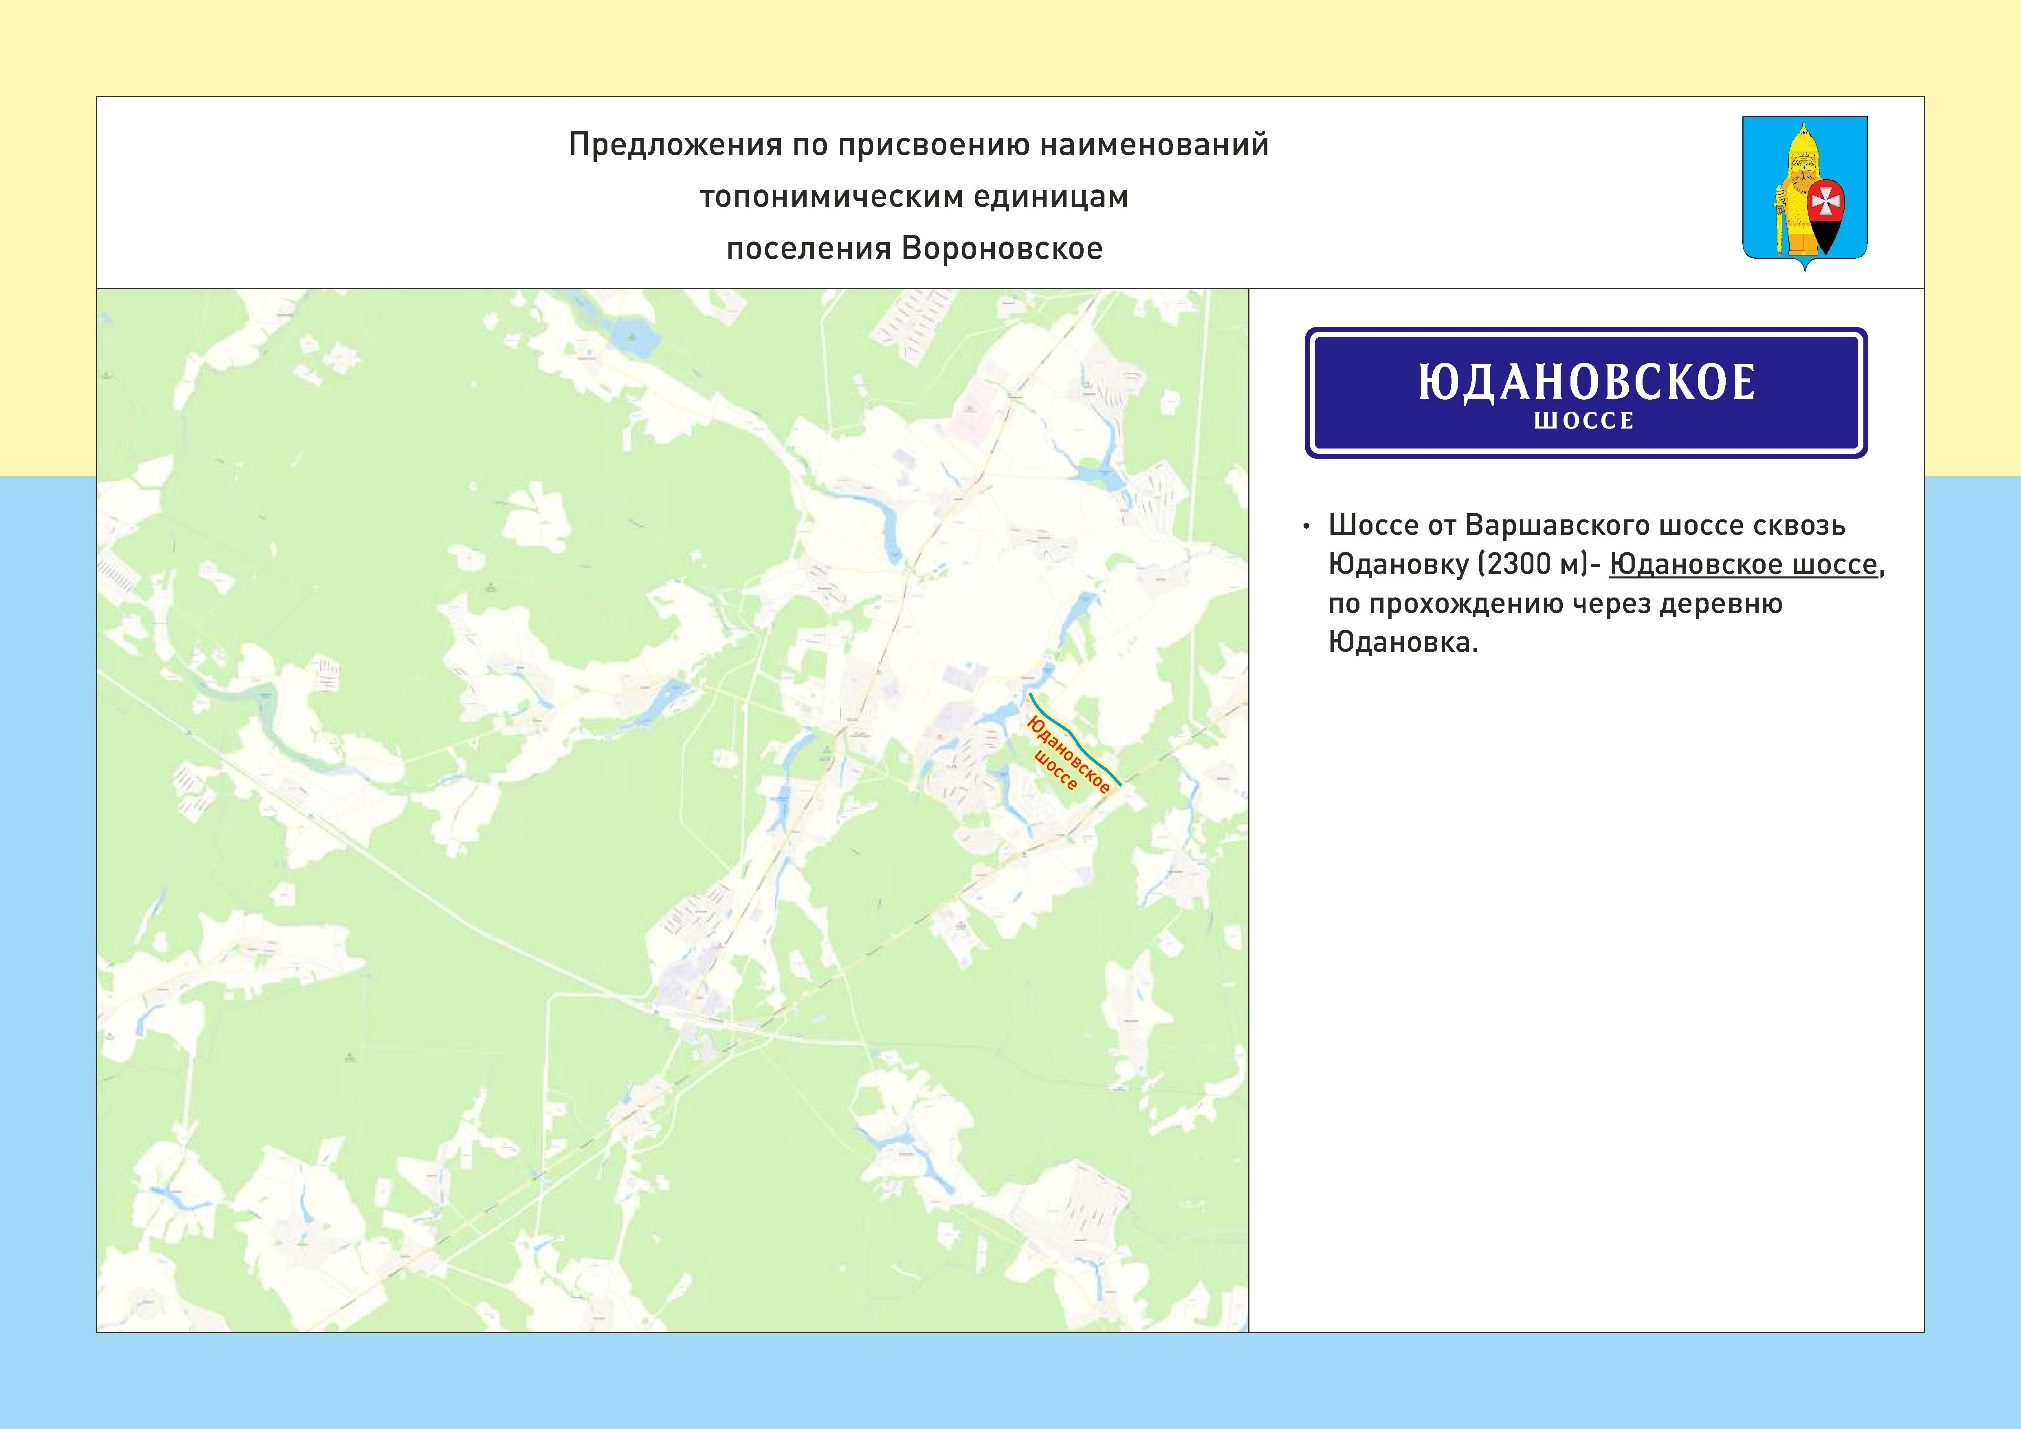 Предложения по присвоению наименований
топонимическим единицам
поселения Вороновское
ЮДАНОВСКОЕ
ШОССЕ
• Шоссе от Варшавского шоссе сквозь
Юдановку (2300 м)- Юдановское шоссе,
по прохождению через деревню
Юдановка.
Юдановское
шоссе